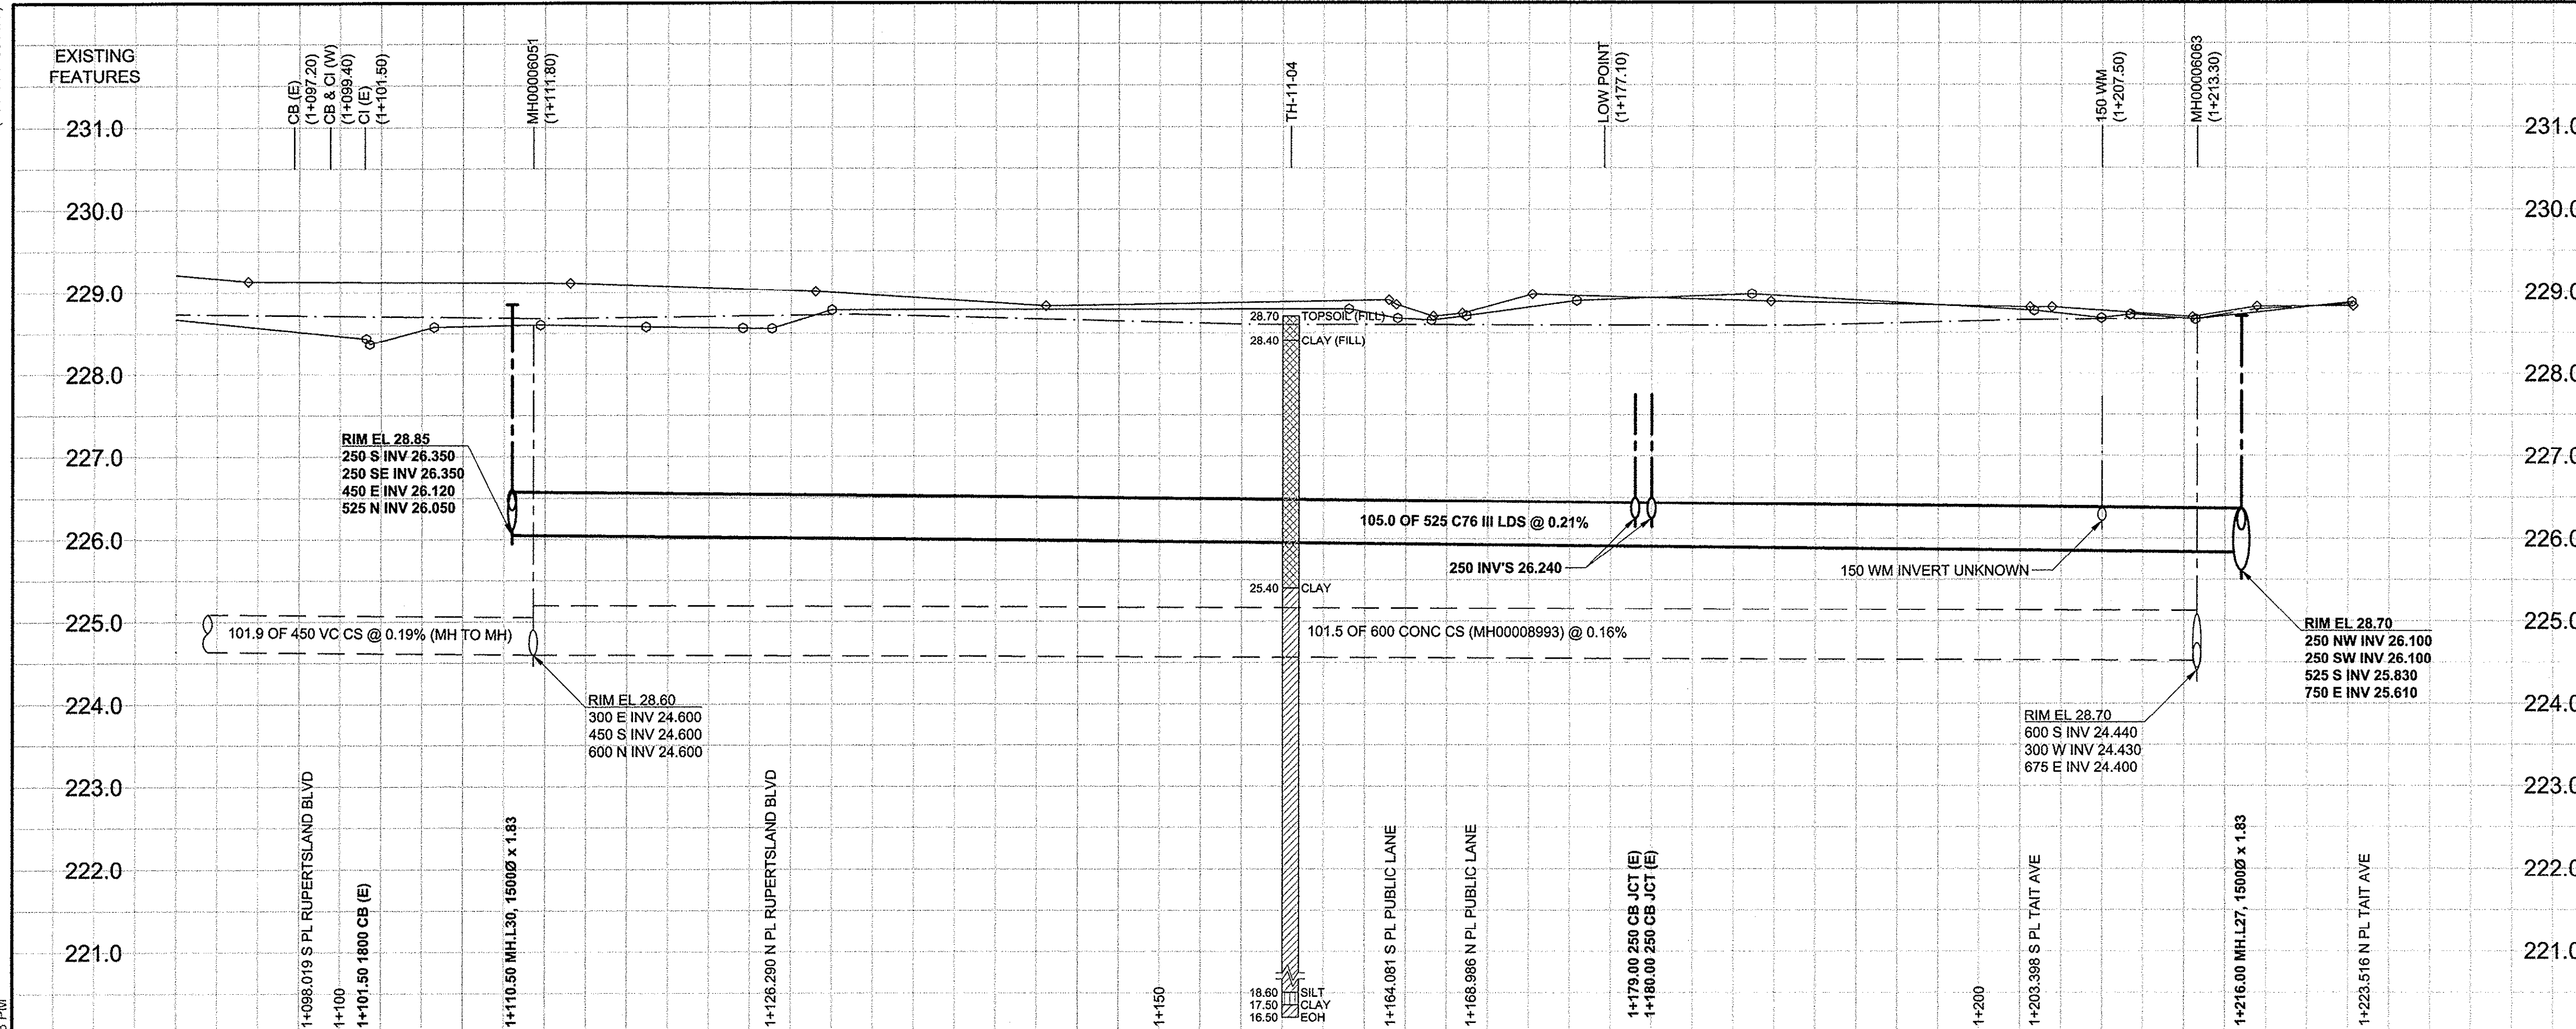 EXISTING
FEATURES
CB (E)
(1+097.20)
CB & CI (W)
(1+099.40)
CI (E)
(1+101.50)
MH00006051
(1+111.80)
TH-11-04
LOW POINT
(1+177.10)
150 WM
(1+207.50)
MH00006063
(1+213.30)
231.0
230.0
229.0
228.0
227.0
226.0
225.0
224.0
223.0
222.0
221.0
231.0
230.0
229.0
228.0
227.0
226.0
225.0
224.0
223.0
222.0
221.0
28.70 TOPSOIL (FILL)
28.40 CLAY (FILL)
25.40 CLAY
18.60 SILT
17.50 CLAY
16.50 EOH
RIM EL 28.85
250 S INV 26.350
250 SE INV 26.350
450 E INV 26.120
525 N INV 26.050
105.0 OF 525 C76 III LDS @ 0.21%
250 INV'S 26.240
150 WM INVERT UNKNOWN
101.9 OF 450 VC CS @ 0.19% (MH TO MH)
101.5 OF 600 CONC CS (MH00008993) @ 0.16%
RIM EL 28.60
300 E INV 24.600
450 S INV 24.600
600 N INV 24.600
RIM EL 28.70
600 S INV 24.440
300 W INV 24.430
675 E INV 24.400
RIM EL 28.70
250 NW INV 26.100
250 SW INV 26.100
525 S INV 25.830
750 E INV 25.610
1+098.019 S PL RUPERTSLAND BLVD
1+100
1+101.50 1800 CB (E)
1+110.50 MH.L30, 1500Ø x 1.83
1+126.290 N PL RUPERTSLAND BLVD
1+150
1+164.081 S PL PUBLIC LANE
1+168.986 N PL PUBLIC LANE
1+179.00 250 CB JCT (E)
1+180.00 250 CB JCT (E)
1+200
1+203.398 S PL TAIT AVE
1+216.00 MH.L27, 1500Ø x 1.83
1+223.516 N PL TAIT AVE